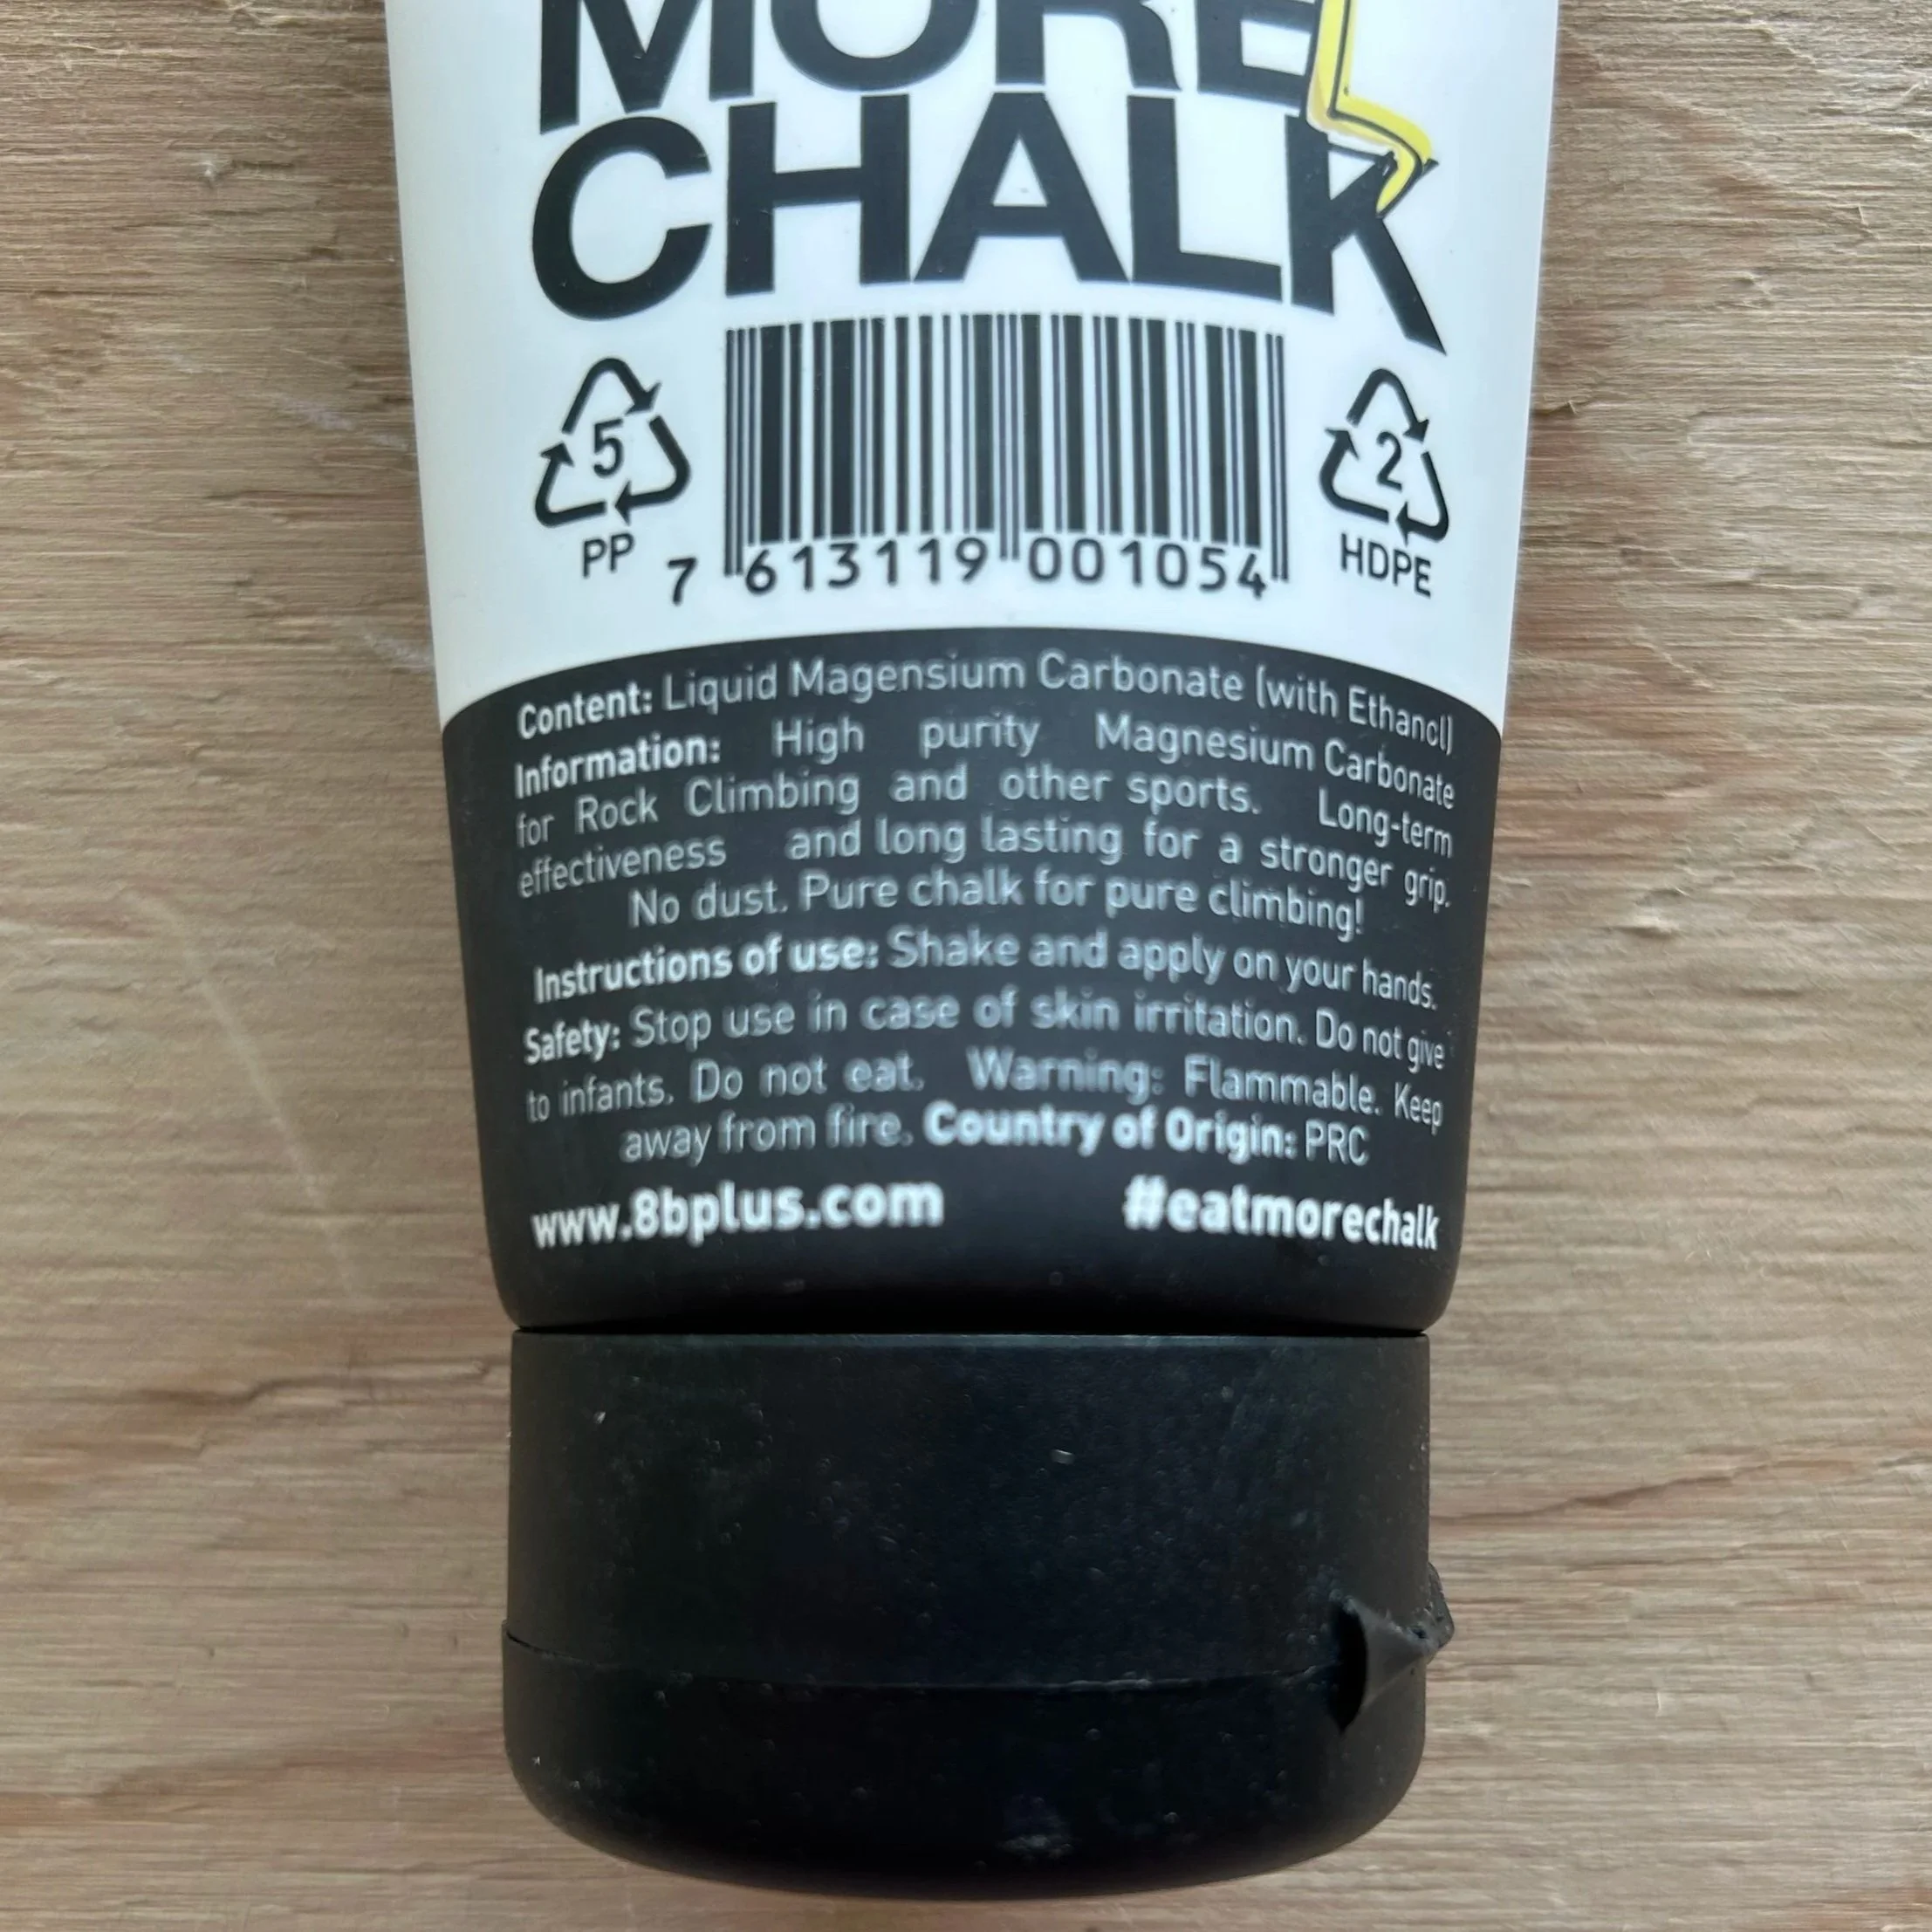 MORE
CHALK
5
PP
7 613119 001054
2
HDPE
Content: Liquid Magensium Carbonate (with Ethanol)
Information: High purity Magnesium Carbonate
for Rock Climbing and other sports. Long-term
effectiveness and long lasting for a stronger grip.
No dust. Pure chalk for pure climbing!
Instructions of use: Shake and apply on your hands.
Safety: Stop use in case of skin irritation. Do not give
to infants. Do not eat. Warning: Flammable. Keep
away from fire. Country of Origin: PRC
www.8bplus.com #eatmorechalk